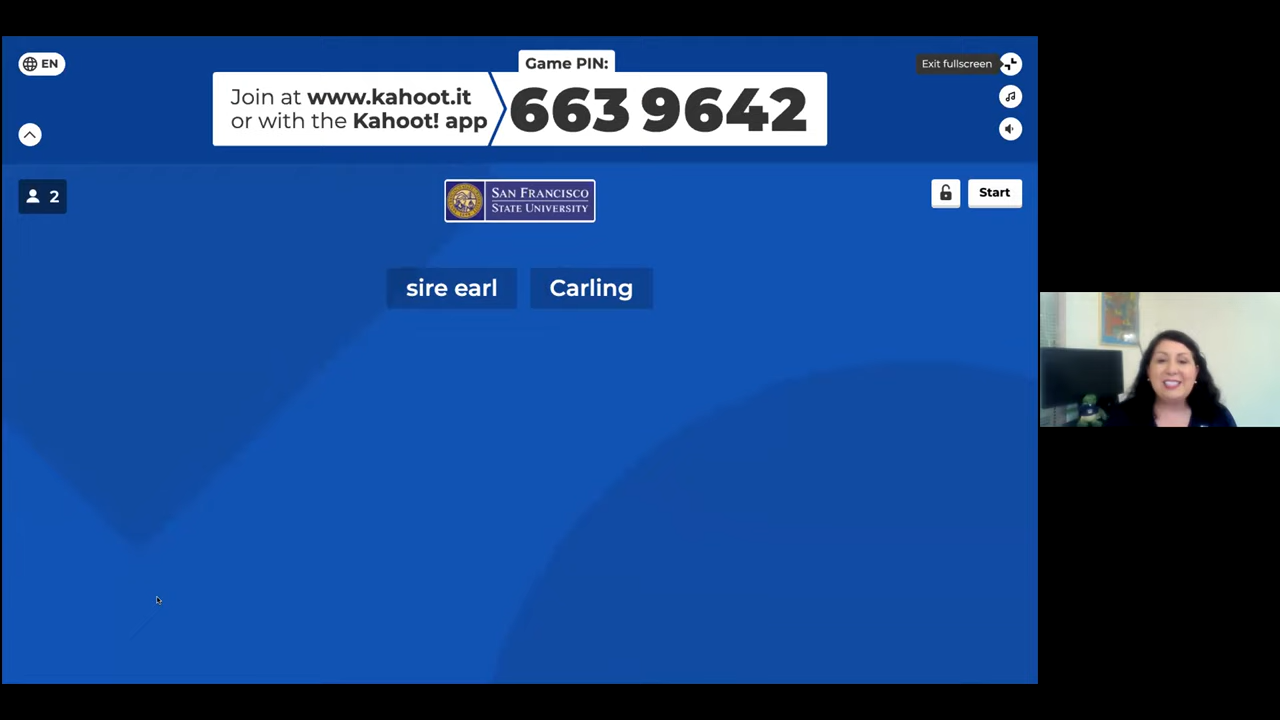 EN
Game PIN:
Join at www.kahoot.it
or with the Kahoot! app
663 9642
Exit fullscreen
2
SAN FRANCISCO
STATE UNIVERSITY
Start
sire earl
Carling